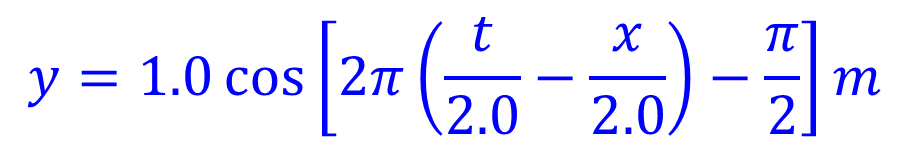 y = 1.0 cos [2π (t/2.0 − x/2.0) − π/2] m